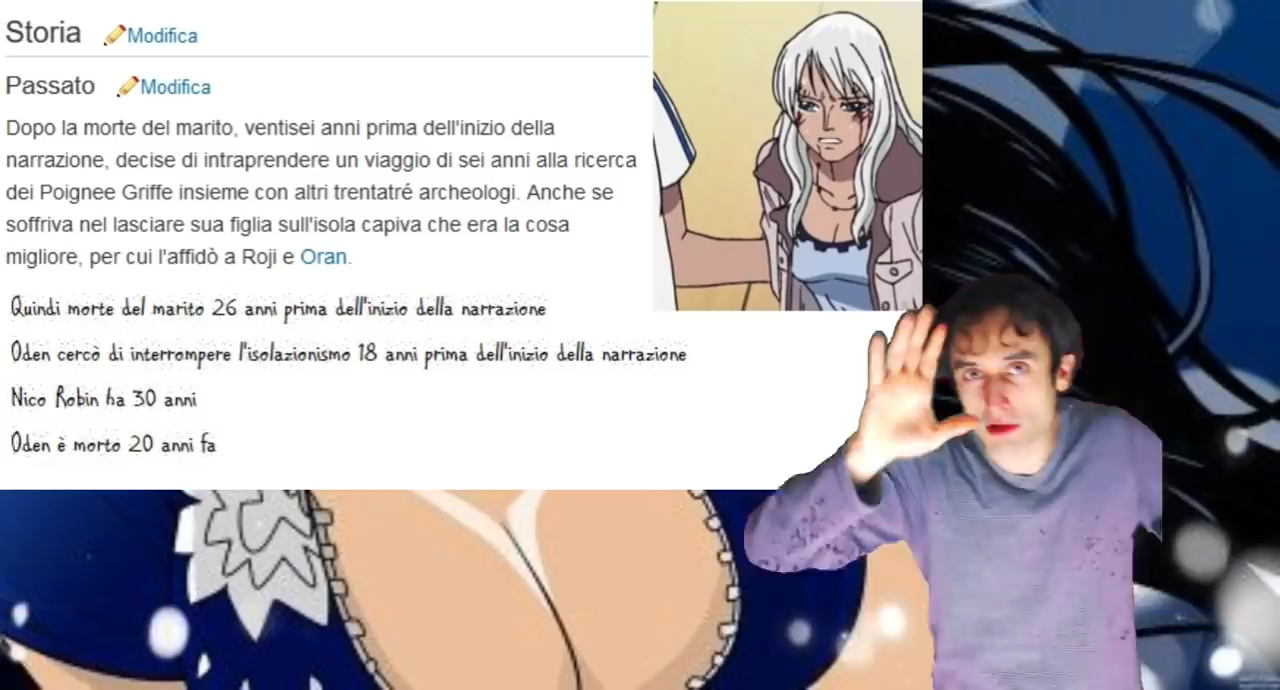 Storia Modifica
Passato Modifica
Dopo la morte del marito, ventisei anni prima dell'inizio della
narrazione, decise di intraprendere un viaggio di sei anni alla ricerca
dei Poignee Griffe insieme con altri trentatré archeologi. Anche se
soffriva nel lasciare sua figlia sull'isola capiva che era la cosa
migliore, per cui l'affidò a Roji e Oran.
Quindi morte del marito 26 anni prima dell'inizio della narrazione
Oden cercò di interrompere l'isolazionismo 18 anni prima dell'inizio della narrazione
Nico Robin ha 30 anni
Oden è morto 20 anni fa